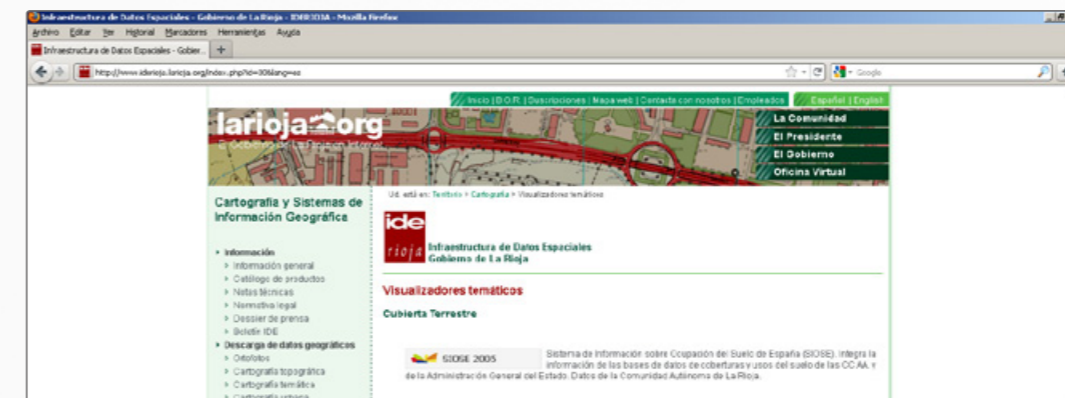 Infraestructura de Datos Espaciales - Gobierno de La Rioja - IDERIOJA - Mozilla Firefox
Archivo Editar Ver Historial Marcadores Herramientas Ayuda
Infraestructura de Datos Espaciales - Gobier...
http://www.iderioja.larioja.org/index.php?id=30&lang=es
Google
Inicio | B.O.R. | Suscripciones | Mapa web | Contacta con nosotros | Empleados
Español | English
larioja.org
El Gobierno de La Rioja en Internet
La Comunidad
El Presidente
El Gobierno
Oficina Virtual
Cartografía y Sistemas de
Información Geográfica
Información
Información general
Catálogo de productos
Notas técnicas
Normativa legal
Dossier de prensa
Boletín IDE
Descarga de datos geográficos
Ortofotos
Cartografía topográfica
Cartografía temática
Cartografía urbana
Ud. está en: Territorio > Cartografía > Visualizadores temáticos
ide
rioja
Infraestructura de Datos Espaciales
Gobierno de La Rioja
Visualizadores temáticos
Cubierta Terrestre
SIOSE 2005
Sistema de Información sobre Ocupación del Suelo de España (SIOSE). Integra la
información de las bases de datos de coberturas y usos del suelo de las CC.AA. y
de la Administración General del Estado. Datos de la Comunidad Autónoma de La Rioja.